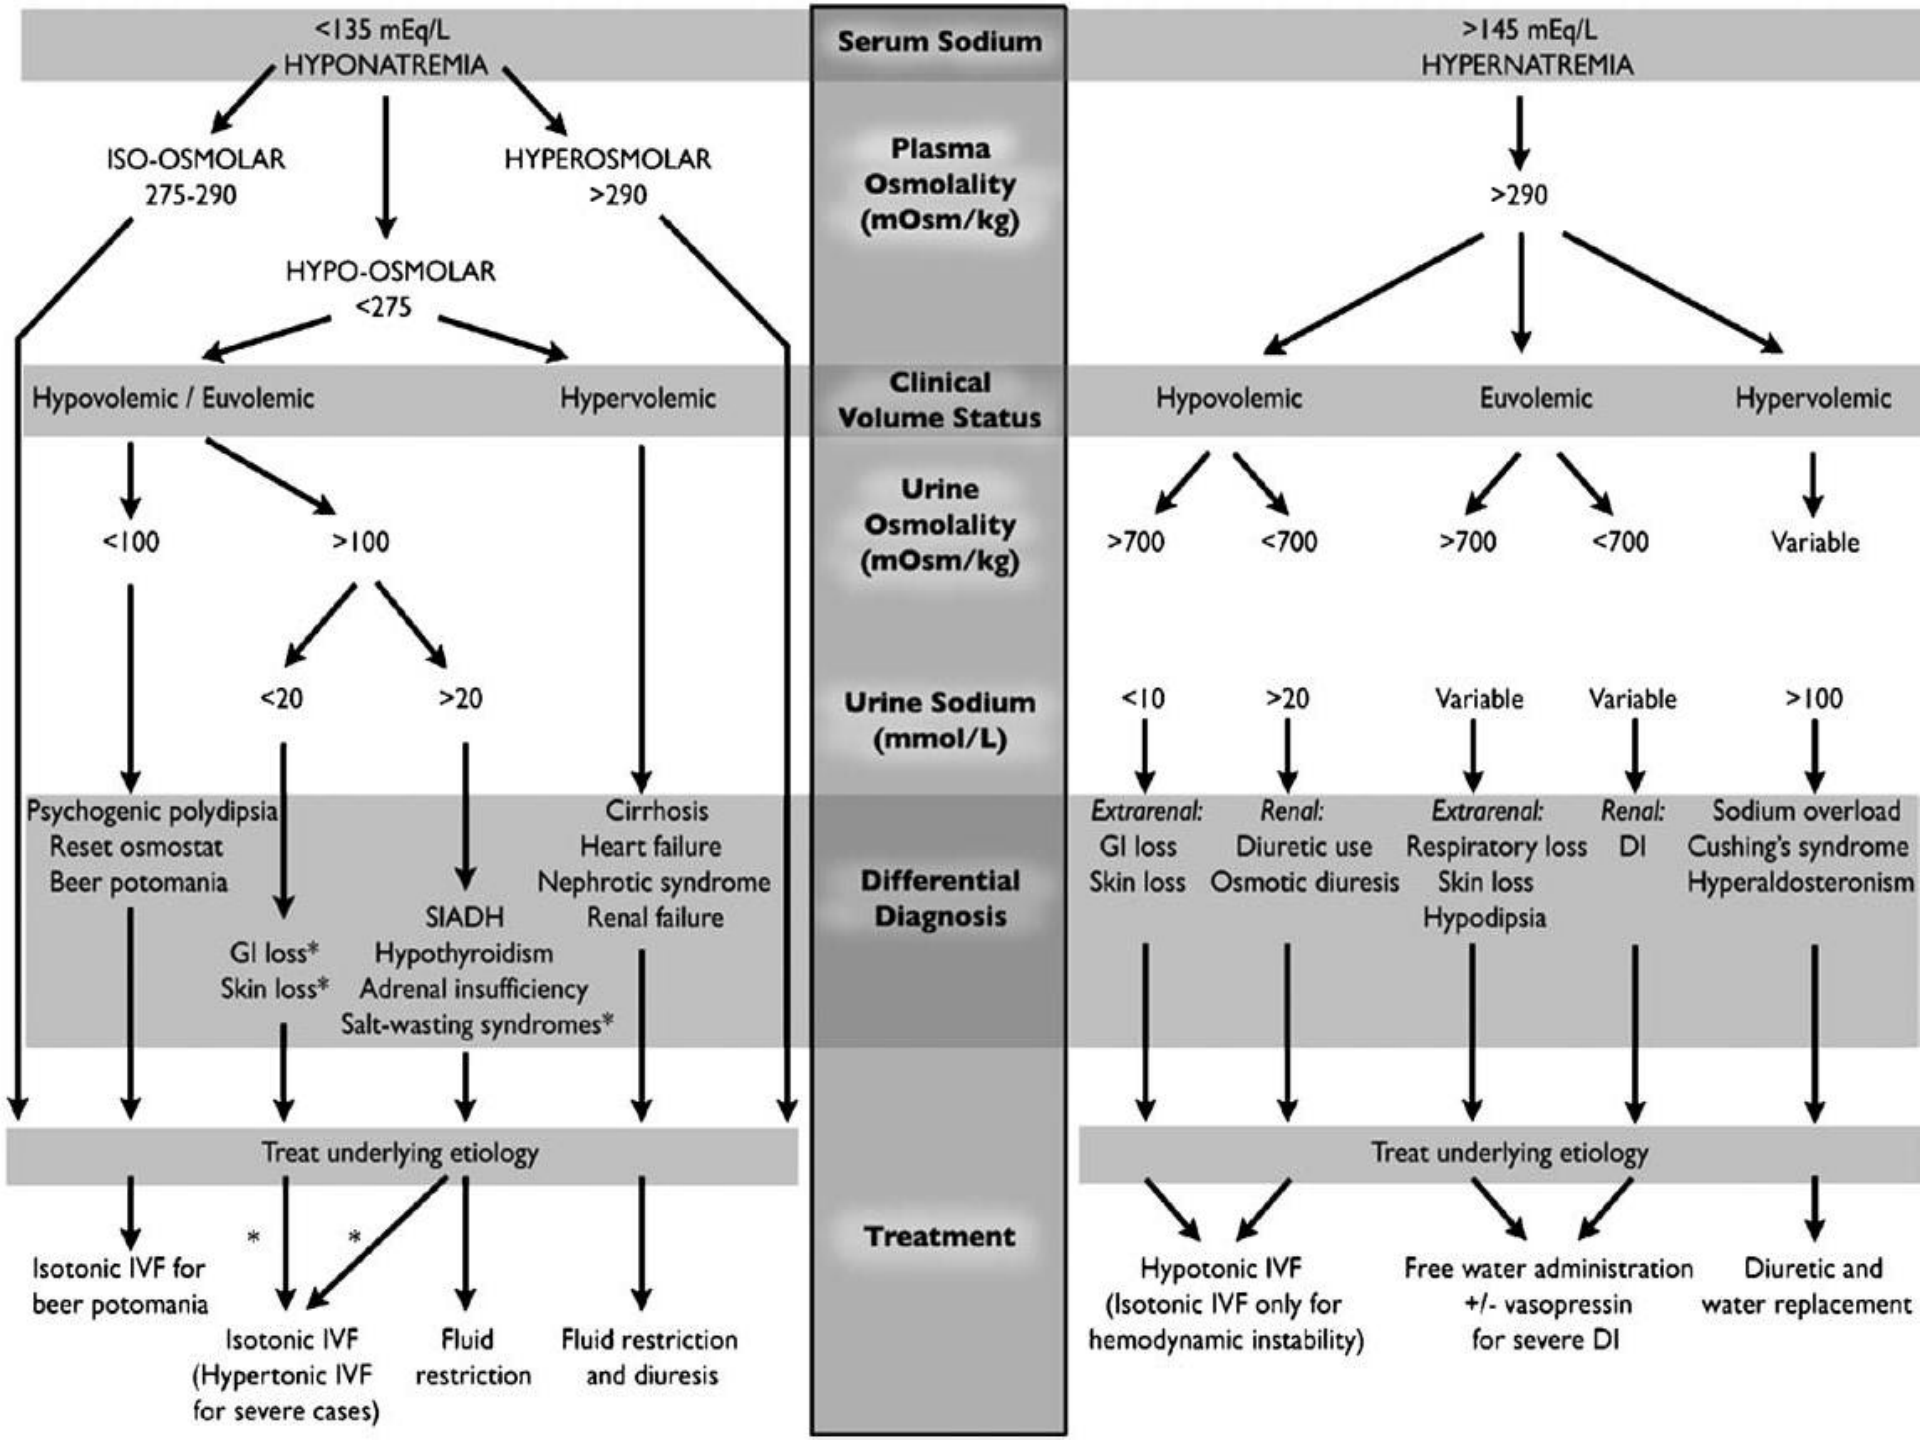 <135 mEq/L
HYPONATREMIA
Serum Sodium
>145 mEq/L
HYPERNATREMIA
ISO-OSMOLAR
275-290
HYPEROSMOLAR
>290
HYPO-OSMOLAR
<275
Plasma
Osmolality
(mOsm/kg)
>290
Hypovolemic / Euvolemic
Hypervolemic
Clinical
Volume Status
Hypovolemic
Euvolemic
Hypervolemic
<100
>100
Urine
Osmolality
(mOsm/kg)
>700
<700
>700
<700
Variable
<20
>20
Urine Sodium
(mmol/L)
<10
>20
Variable
Variable
>100
Psychogenic polydipsia
Reset osmostat
Beer potomania
GI loss*
Skin loss*
SIADH
Hypothyroidism
Adrenal insufficiency
Salt-wasting syndromes*
Cirrhosis
Heart failure
Nephrotic syndrome
Renal failure
Differential
Diagnosis
Extrarenal:
GI loss
Skin loss
Renal:
Diuretic use
Osmotic diuresis
Extrarenal:
Respiratory loss
Skin loss
Hypodipsia
Renal:
DI
Sodium overload
Cushing's syndrome
Hyperaldosteronism
Treat underlying etiology
Treat underlying etiology
*
*
Isotonic IVF for
beer potomania
Isotonic IVF
(Hypertonic IVF
for severe cases)
Fluid
restriction
Fluid restriction
and diuresis
Treatment
Hypotonic IVF
(Isotonic IVF only for
hemodynamic instability)
Free water administration
+/- vasopressin
for severe DI
Diuretic and
water replacement